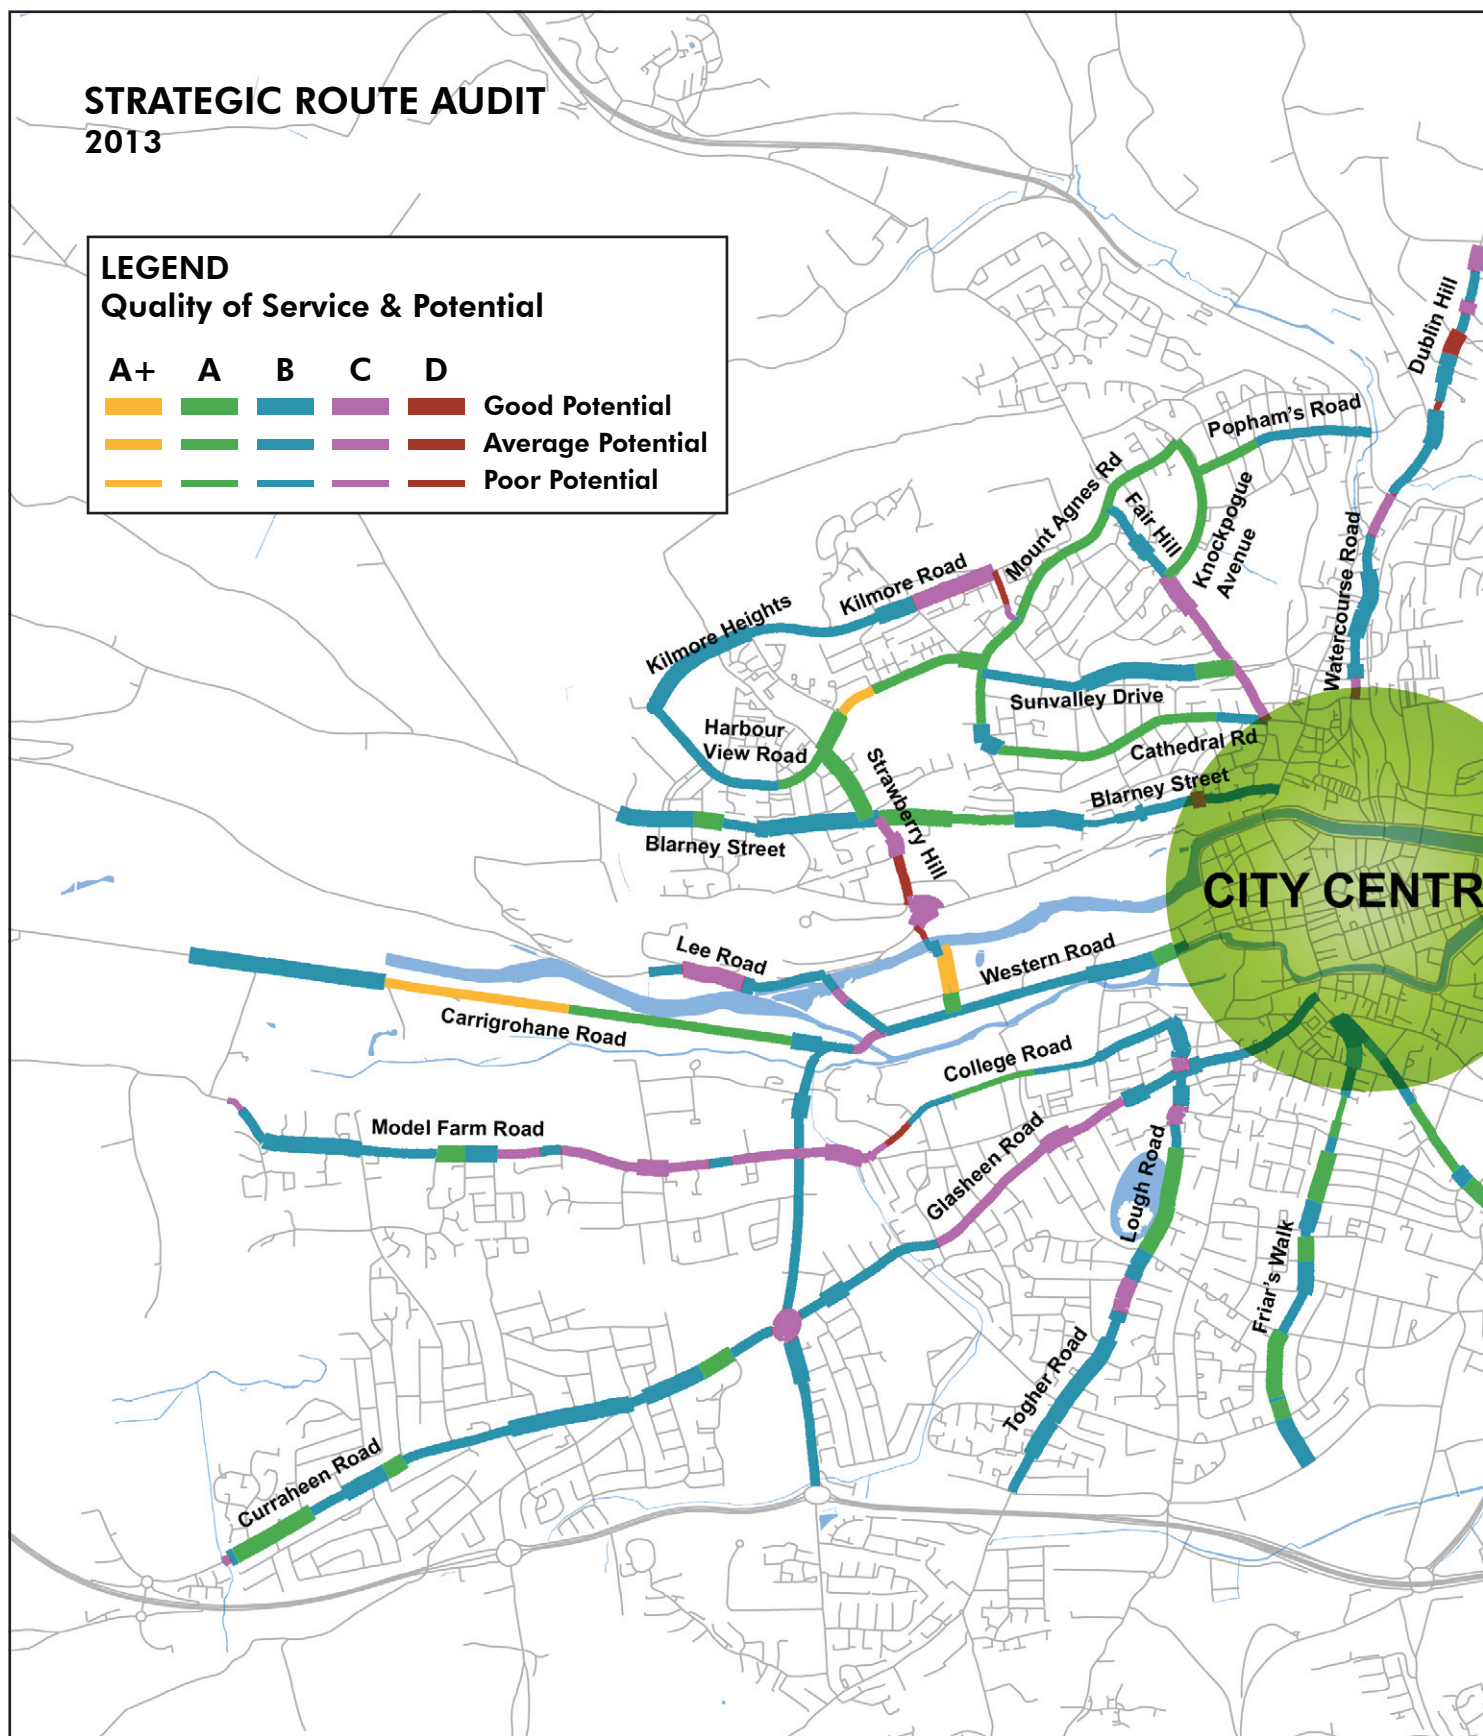 STRATEGIC ROUTE AUDIT
2013
LEGEND
Quality of Service & Potential
A+ A B C D
Good Potential
Average Potential
Poor Potential
Dublin Hill
Popham's Road
Mount Agnes Rd
Fair Hill
Knockpogue
Avenue
Watercourse Road
Kilmore Road
Kilmore Heights
Sunvalley Drive
Harbour
View Road
Cathedral Rd
Strawberry Hill
Blarney Street
Blarney Street
CITY CENTR
Lee Road
Western Road
Carrigrohane Road
College Road
Model Farm Road
Glasheen Road
Lough Road
Friar's Walk
Togher Road
Curraheen Road